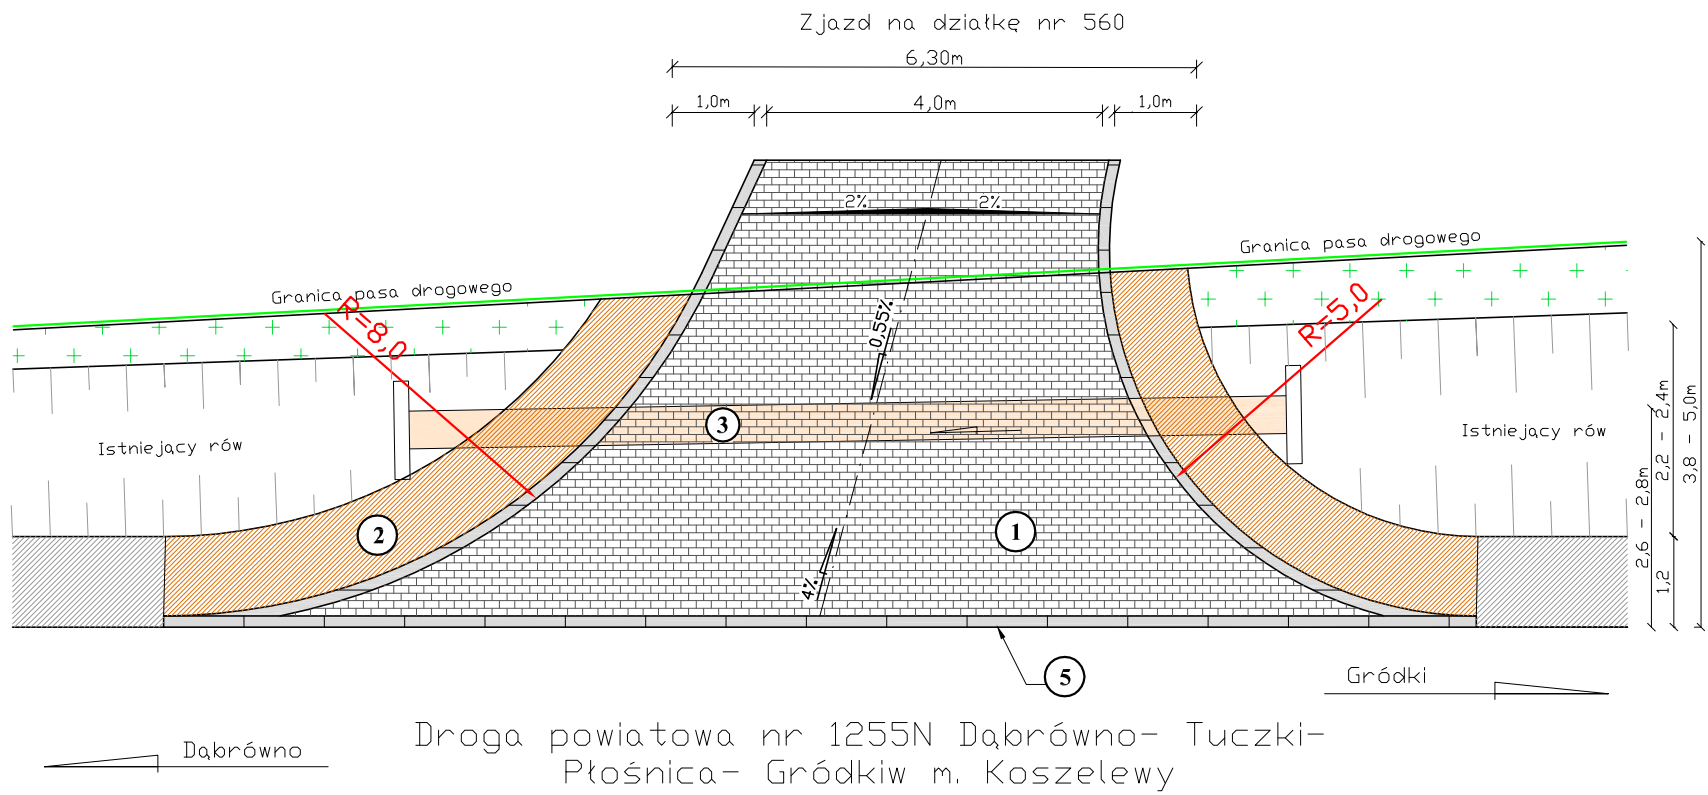 Zjazd na działkę nr 560
6,30m
1,0m
4,0m
1,0m
2%
2%
Granica pasa drogowego
Granica pasa drogowego
R=8,0
0,55%
R=5,0
3
Istniejacy rów
Istniejacy rów
2,6 - 2,8m
2,2 - 2,4m
3,8 - 5,0m
1,2
2
1
4%
5
Gródki
Dąbrówno
Droga powiatowa nr 1255N Dąbrówno- Tuczki-
Płośnica- Gródkiw m. Koszelewy